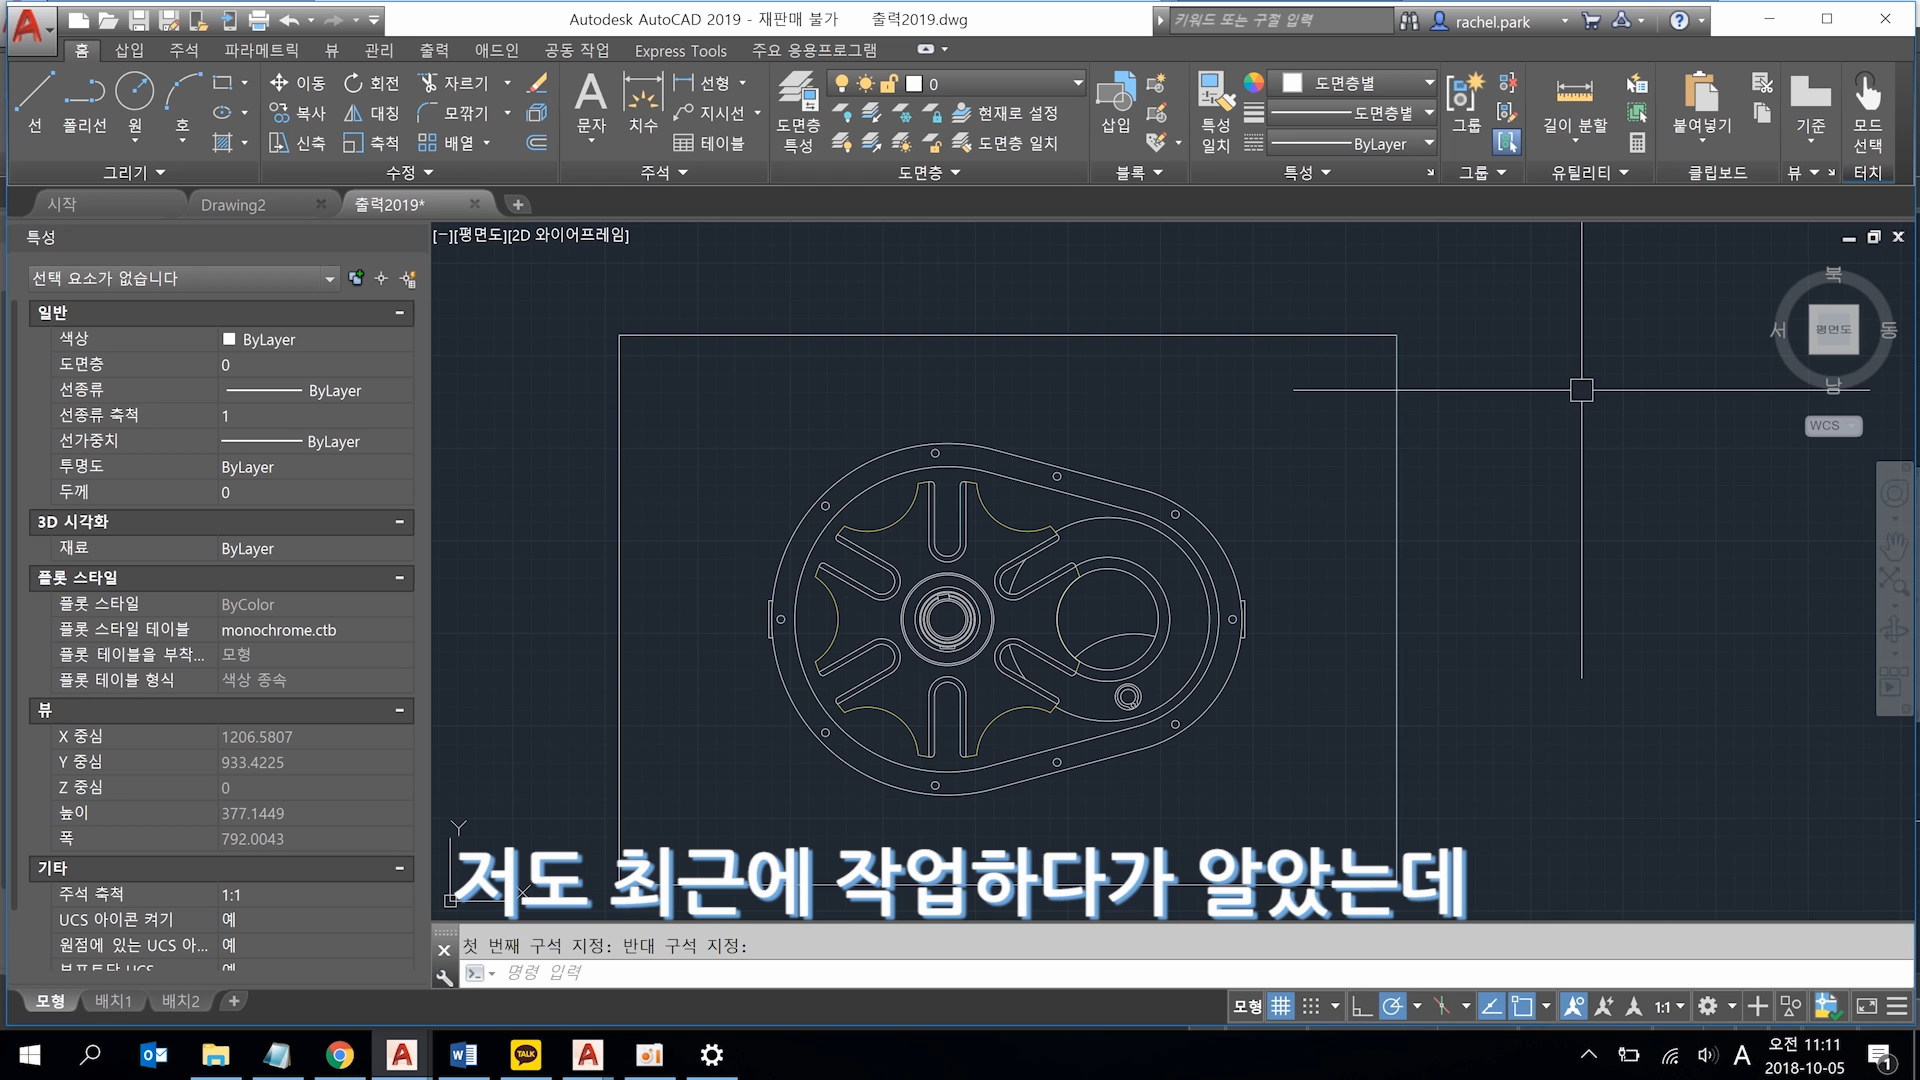 Autodesk AutoCAD 2019 - 재판매 불가 출력2019.dwg
키워드 또는 구절 입력
rachel.park
홈 삽입 주석 파라메트릭 뷰 관리 출력 애드인 공동 작업 Express Tools 주요 응용프로그램
선 폴리선 원 호
이동 회전 자르기
복사 대칭 모깎기
신축 축척 배열
문자 치수
선형
지시선
테이블
도면층 특성
0
현재로 설정
도면층 일치
삽입
특성 일치
도면층별
도면층별
ByLayer
그룹
길이 분할
붙여넣기
기준
모드 선택
그리기 수정 주석 도면층 블록 특성 그룹 유틸리티 클립보드 뷰 터치
시작 Drawing2 출력2019*
특성
선택 요소가 없습니다
일반
색상 ByLayer
도면층 0
선종류 ByLayer
선종류 축척 1
선가중치 ByLayer
투명도 ByLayer
두께 0
3D 시각화
재료 ByLayer
플롯 스타일
플롯 스타일 ByColor
플롯 스타일 테이블 monochrome.ctb
플롯 테이블을 부착... 모형
플롯 테이블 형식 색상 종속
뷰
X 중심 1206.5807
Y 중심 933.4225
Z 중심 0
높이 377.1449
폭 792.0043
기타
주석 축척 1:1
UCS 아이콘 켜기 예
원점에 있는 UCS 아... 예
[−][평면도][2D 와이어프레임]
북
서 평면도 동
남
WCS
Y
X
저도 최근에 작업하다가 알았는데
첫 번째 구석 지정: 반대 구석 지정:
명령 입력
모형 배치1 배치2
모형 1:1
TALK
A 오전 11:11
2018-10-05
1